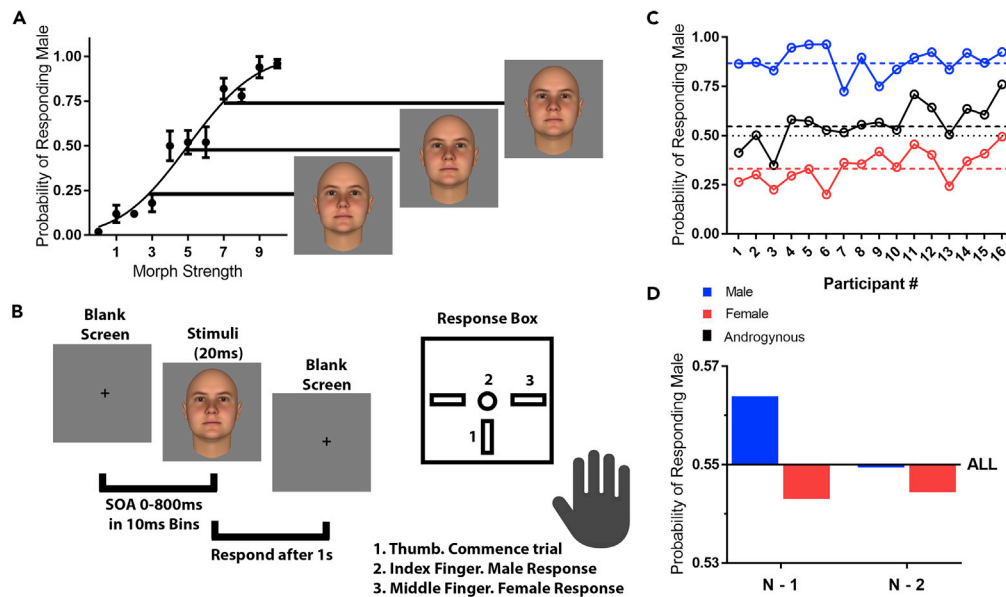 A
Probability of Responding Male
1.00
0.75
0.50
0.25
0.00
1 3 5 7 9
Morph Strength
B
Blank
Screen
Stimuli
(20ms)
Blank
Screen
SOA 0-800ms
in 10ms Bins
Respond after 1s
Response Box
2 3
1
1. Thumb. Commence trial
2. Index Finger. Male Response
3. Middle Finger. Female Response
C
Probability of Responding Male
1.00
0.75
0.50
0.25
0.00
1 2 3 4 5 6 7 8 9 10 11 12 13 14 15 16
Participant #
D
Male
Female
Androgynous
Probability of Responding Male
0.57
0.55
0.53
ALL
N - 1 N - 2